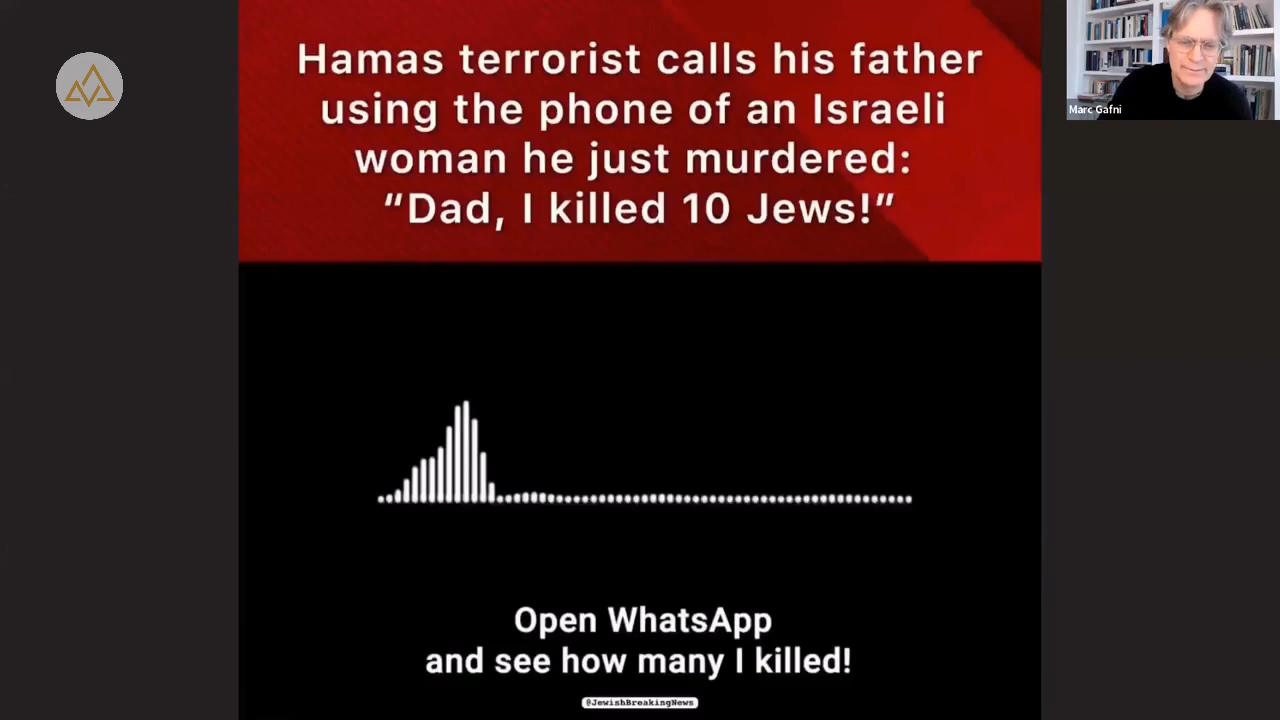 Hamas terrorist calls his father
using the phone of an Israeli
woman he just murdered:
“Dad, I killed 10 Jews!”
Marc Gafni
Open WhatsApp
and see how many I killed!
@JewishBreakingNews